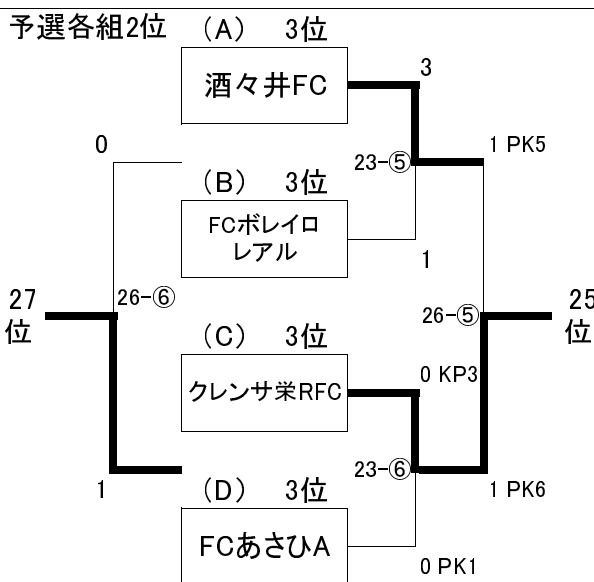 予選各組2位
(A) 3位
酒々井FC
3
0
23-⑤
1 PK5
(B) 3位
FCボレイロ
レアル
1
27
位
26-⑥
26-⑤
25
位
(C) 3位
クレンサ栄RFC
0 KP3
1
23-⑥
1 PK6
(D) 3位
FCあさひA
0 PK1